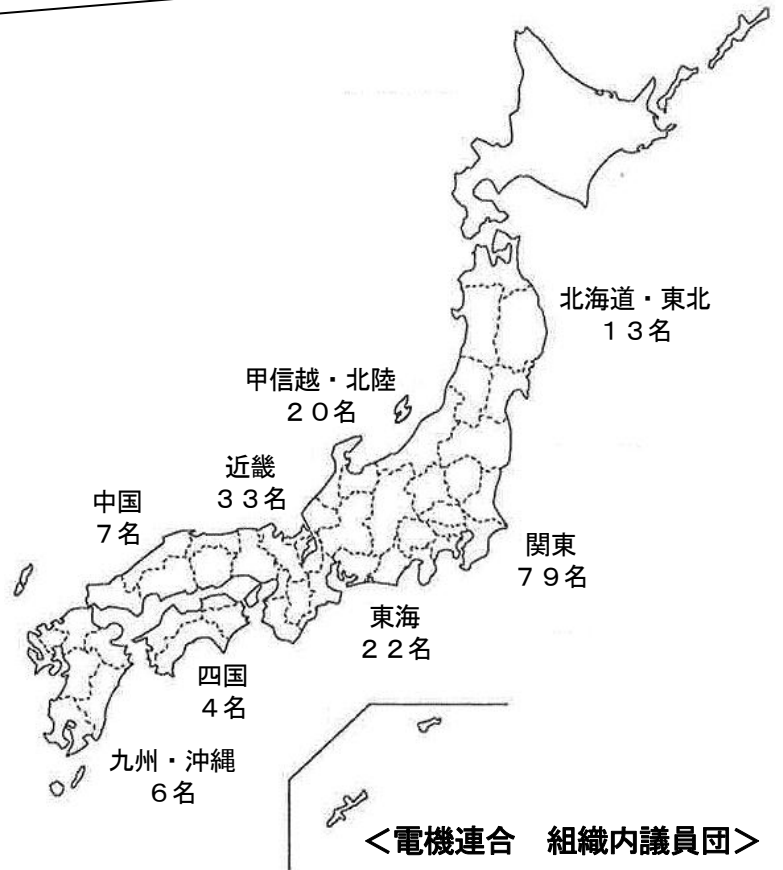 北海道・東北
１３名
甲信越・北陸
２０名
近畿
３３名
中国
７名
関東
７９名
東海
２２名
四国
４名
九州・沖縄
６名
＜電機連合　組織内議員団＞